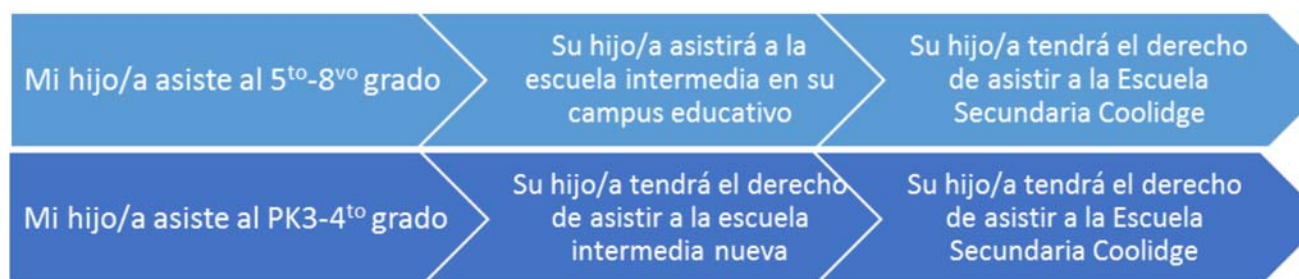 Mi hijo/a asiste al 5to-8vo grado
Su hijo/a asistirá a la
escuela intermedia en su
campus educativo
Su hijo/a tendrá el derecho
de asistir a la Escuela
Secundaria Coolidge
Mi hijo/a asiste al PK3-4to grado
Su hijo/a tendrá el derecho
de asistir a la escuela
intermedia nueva
Su hijo/a tendrá el derecho
de asistir a la Escuela
Secundaria Coolidge